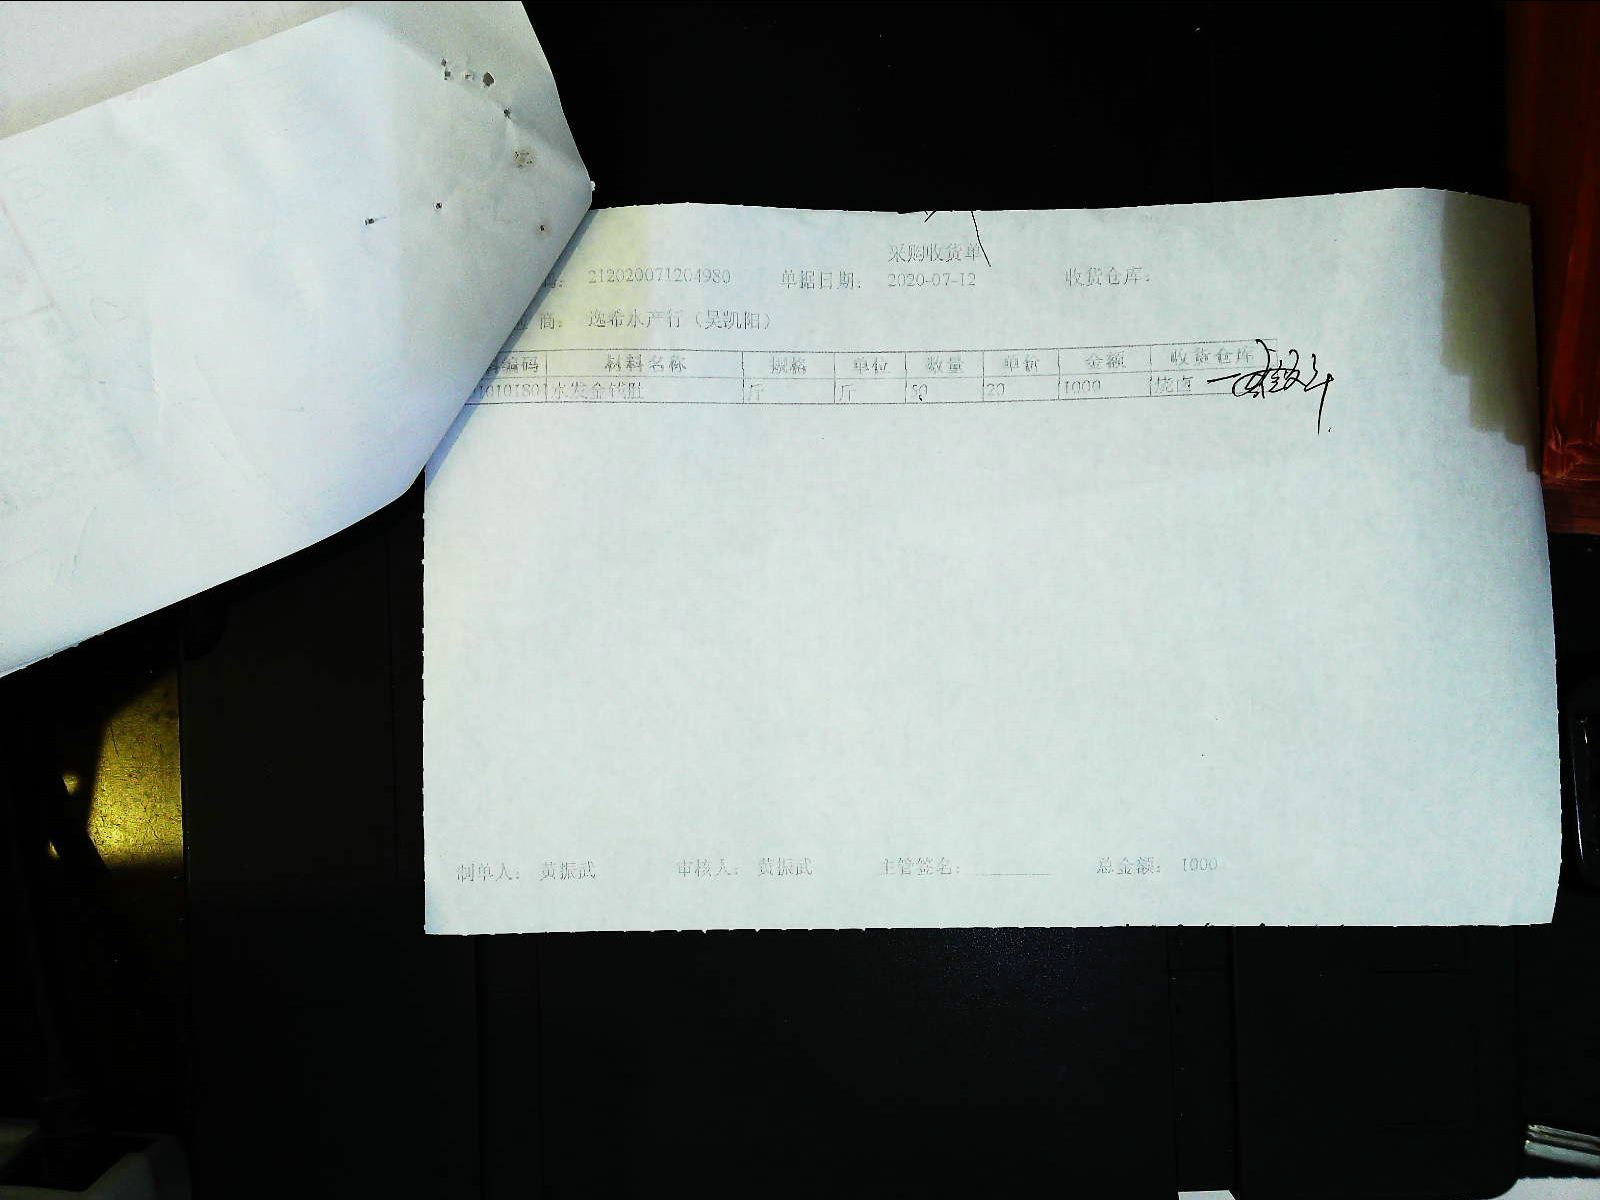 采购收货单
212020071204980 单据日期: 2020-07-12 收货仓库:
商: 逸希水产行(吴凯阳)
编码 材料名称 规格 单位 数量 单价 金额 收货仓库
10101801 水发金钱肚 斤 斤 50 20 1000 烧卤
制单人: 黄振武 审核人: 黄振武 主管签名: 总金额: 1000